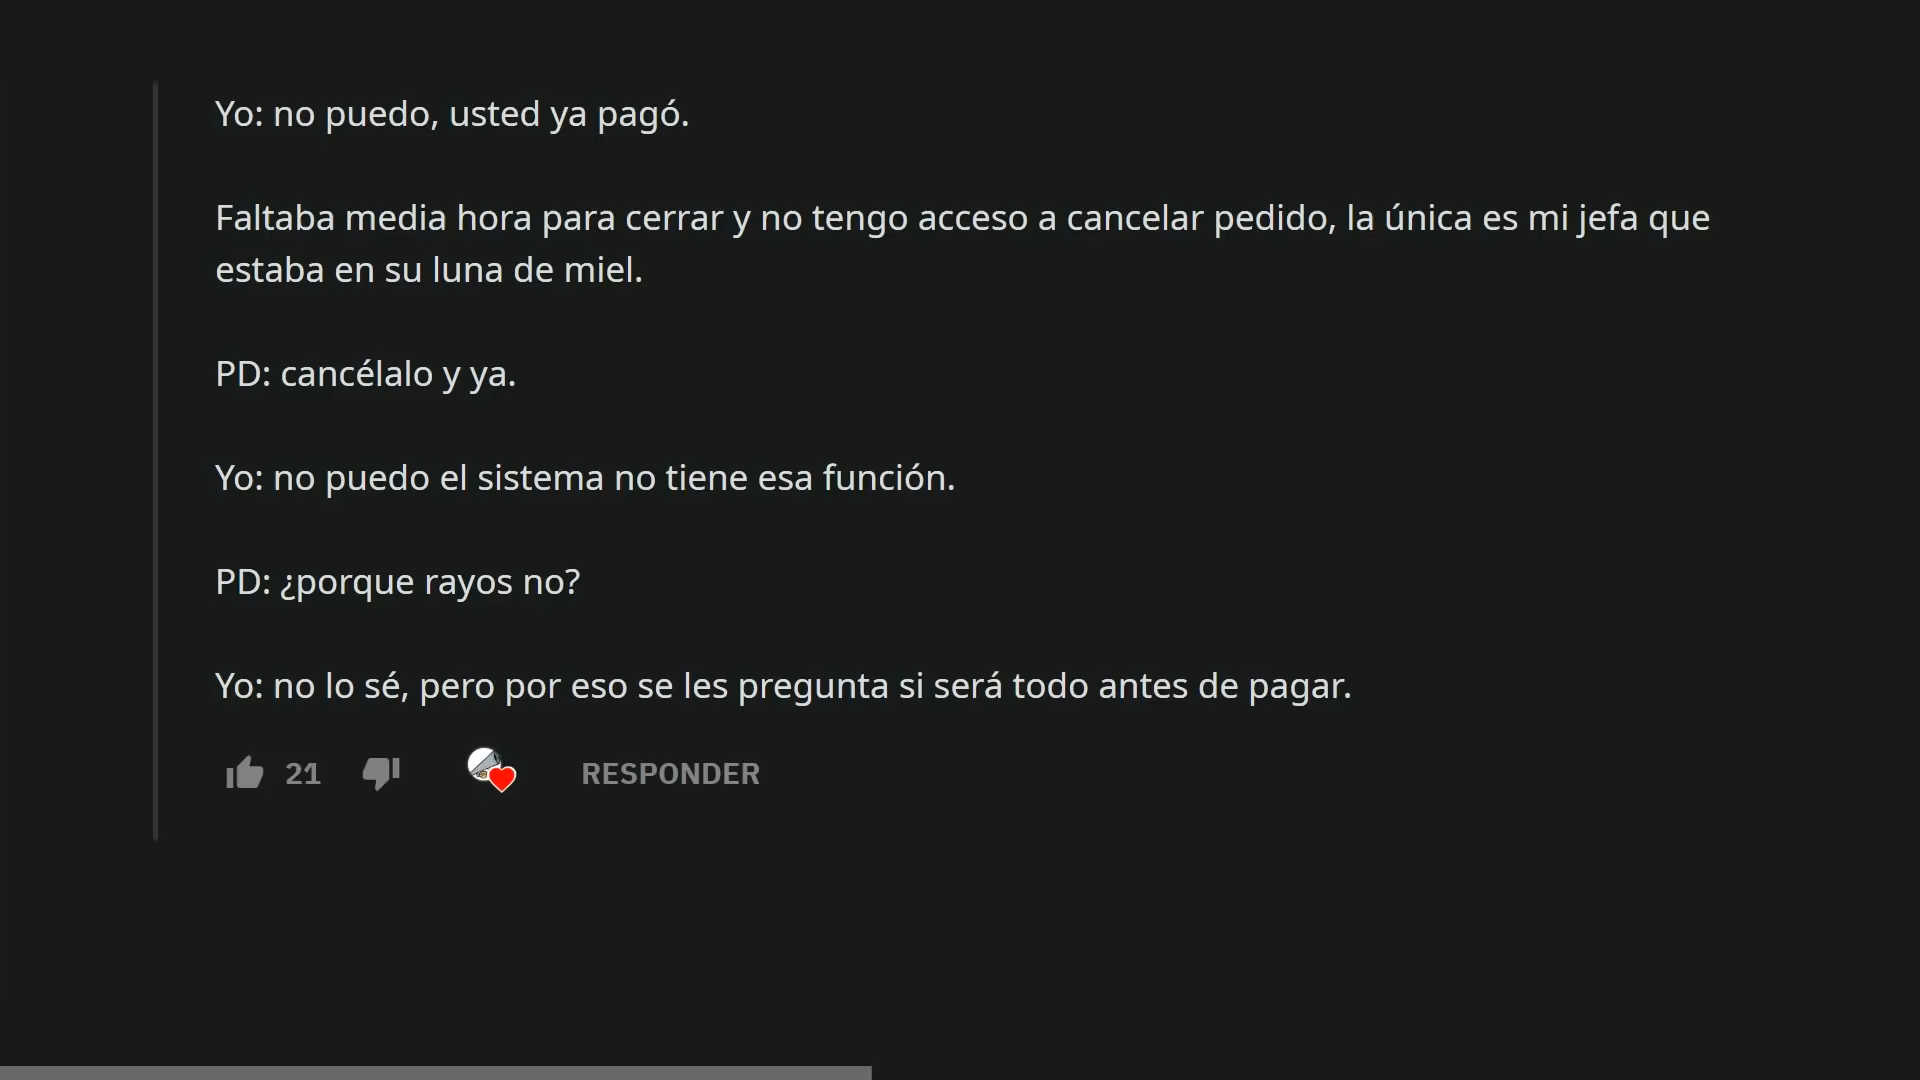 Yo: no puedo, usted ya pagó.
Faltaba media hora para cerrar y no tengo acceso a cancelar pedido, la única es mi jefa que
estaba en su luna de miel.
PD: cancélalo y ya.
Yo: no puedo el sistema no tiene esa función.
PD: ¿porque rayos no?
Yo: no lo sé, pero por eso se les pregunta si será todo antes de pagar.
21 RESPONDER